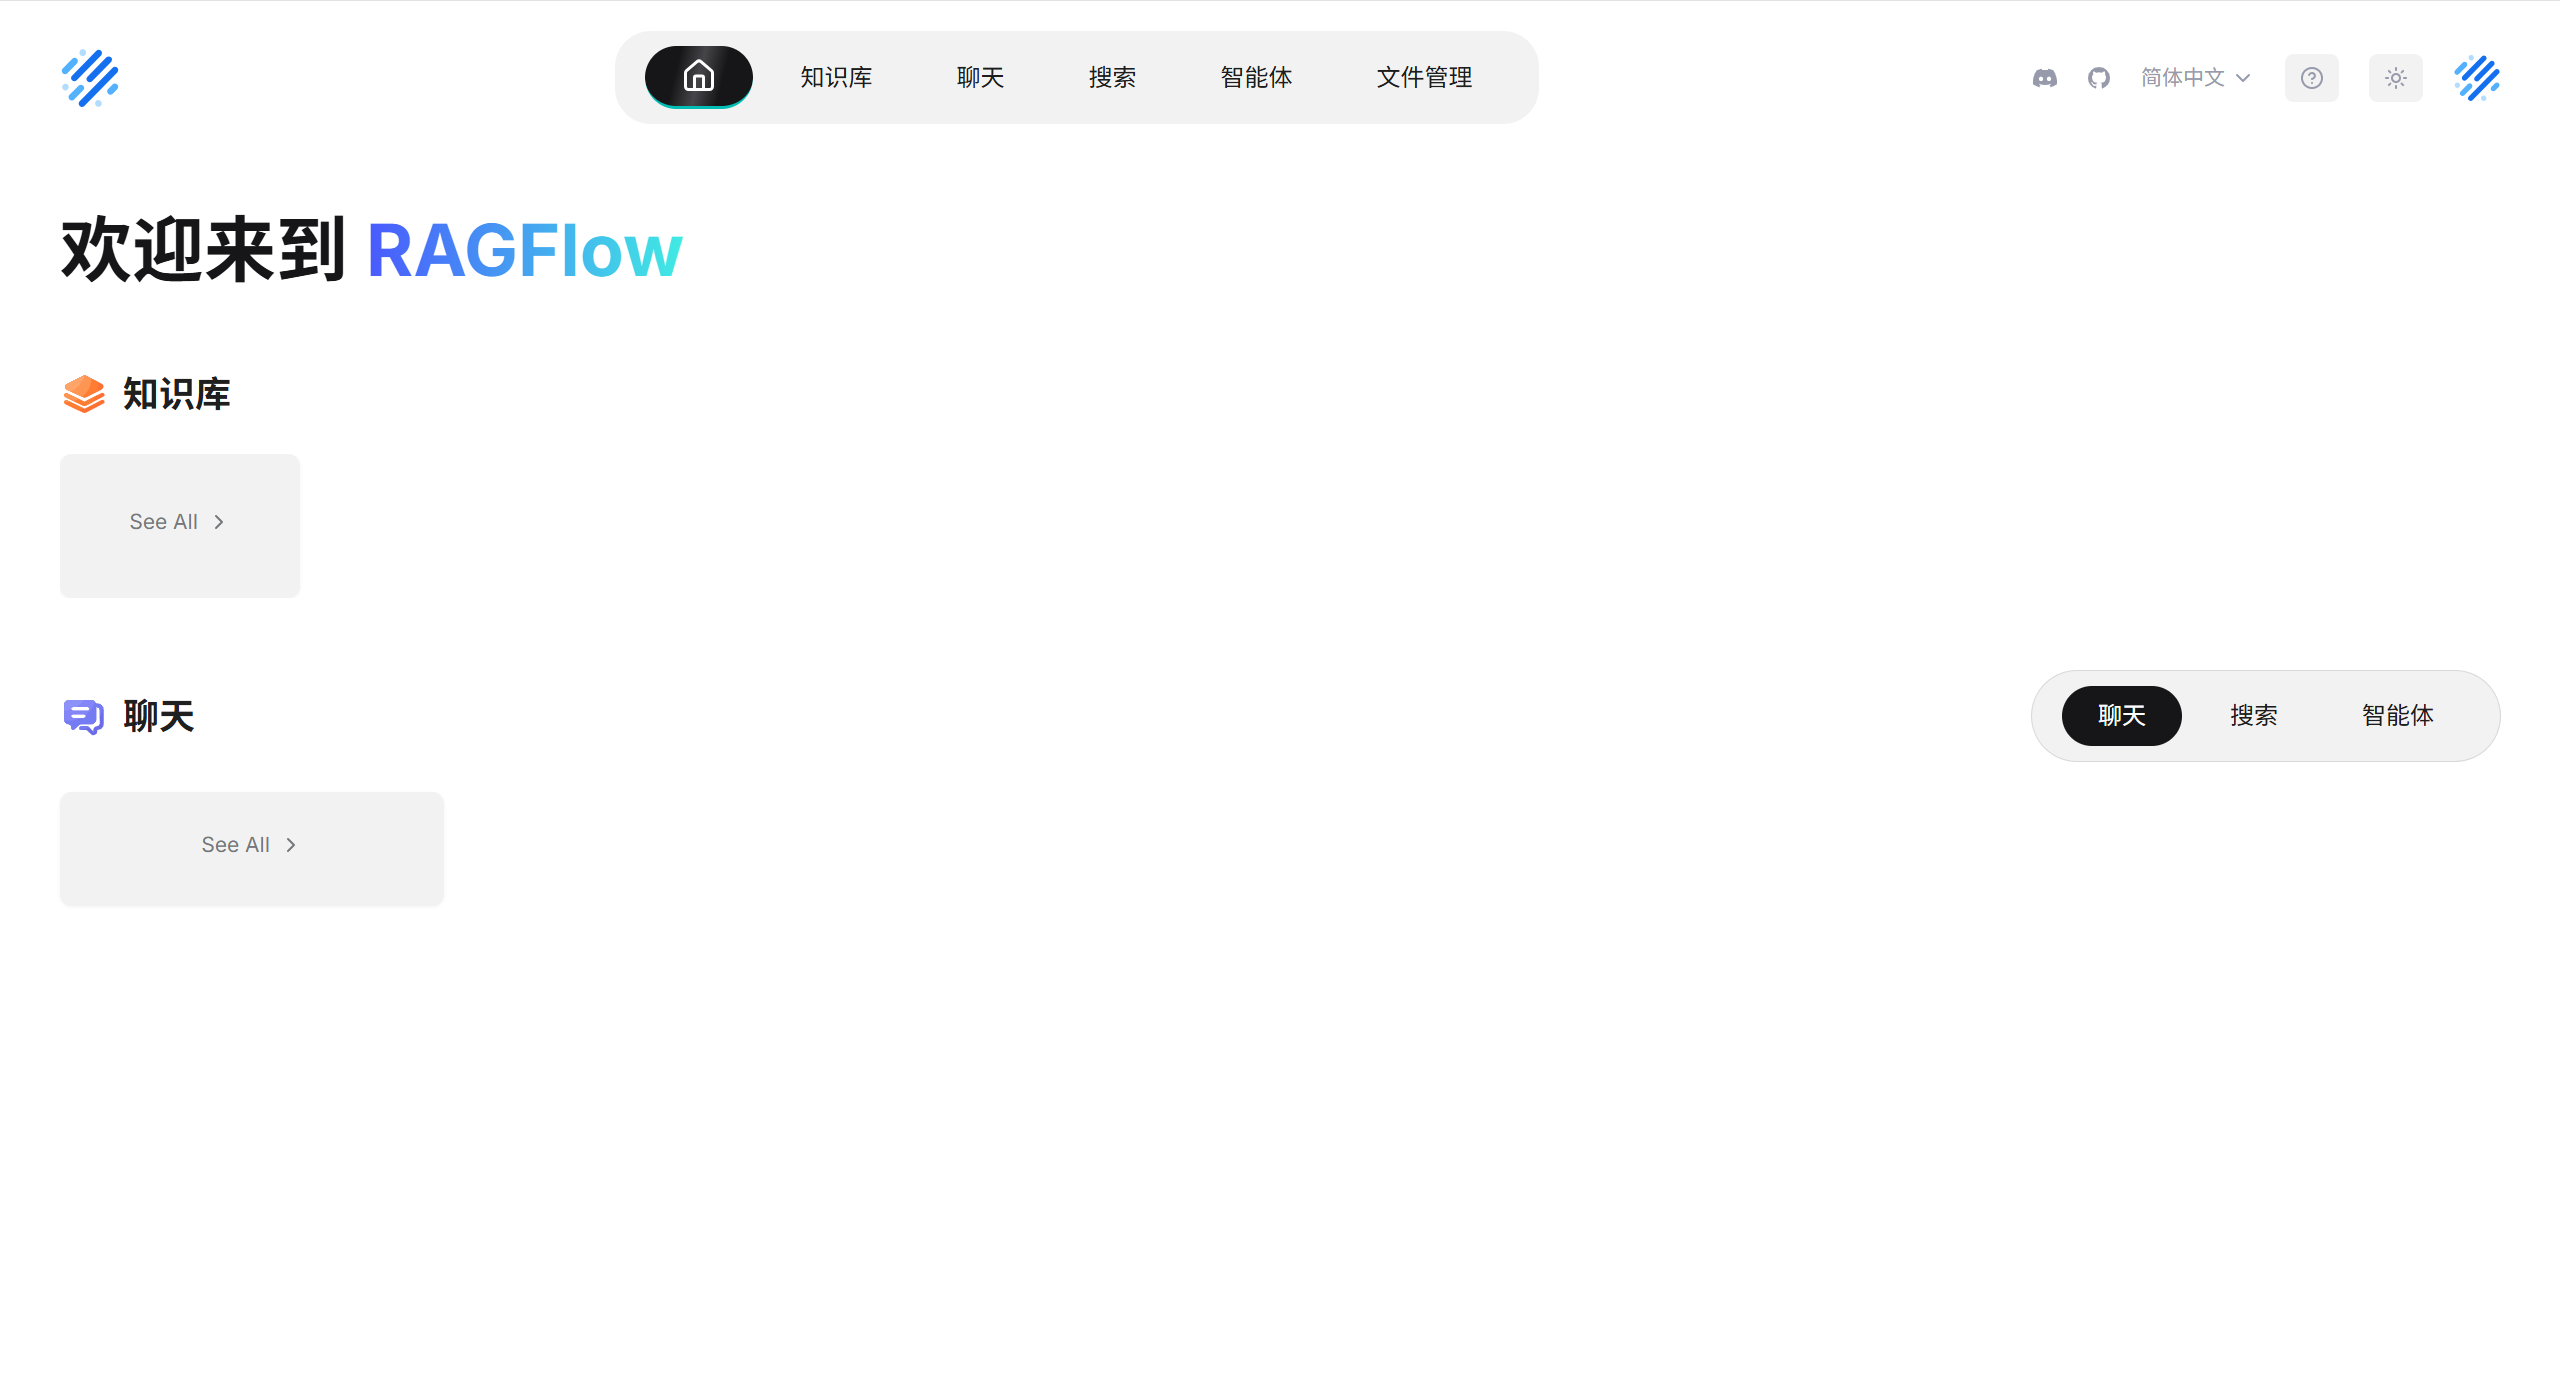 知识库 聊天 搜索 智能体 文件管理 简体中文
欢迎来到 RAGFlow
知识库
See All
聊天
聊天 搜索 智能体
See All